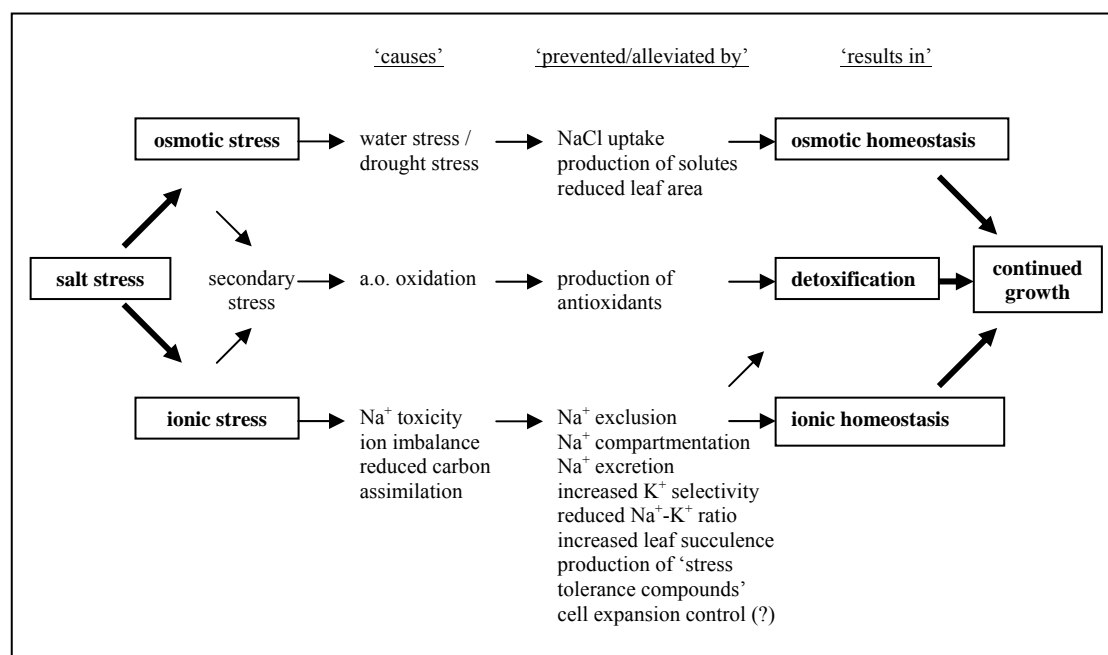 ‘causes’ ‘prevented/alleviated by’ ‘results in’
osmotic stress
water stress /
drought stress
NaCl uptake
production of solutes
reduced leaf area
osmotic homeostasis
salt stress
secondary
stress
a.o. oxidation
production of
antioxidants
detoxification
continued
growth
ionic stress
Na⁺ toxicity
ion imbalance
reduced carbon
assimilation
Na⁺ exclusion
Na⁺ compartmentation
Na⁺ excretion
increased K⁺ selectivity
reduced Na⁺-K⁺ ratio
increased leaf succulence
production of ‘stress
tolerance compounds’
cell expansion control (?)
ionic homeostasis